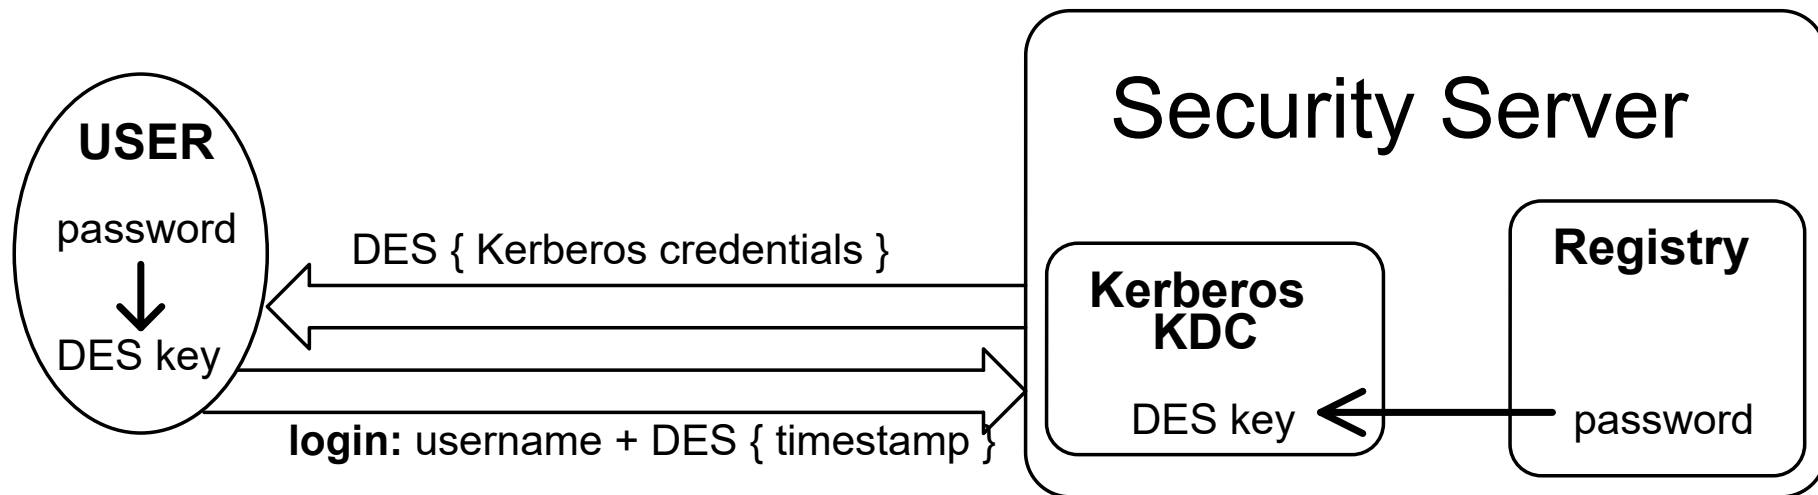 Security Server
USER
password
DES key
DES { Kerberos credentials }
login: username + DES { timestamp }
Kerberos
KDC
DES key
Registry
password